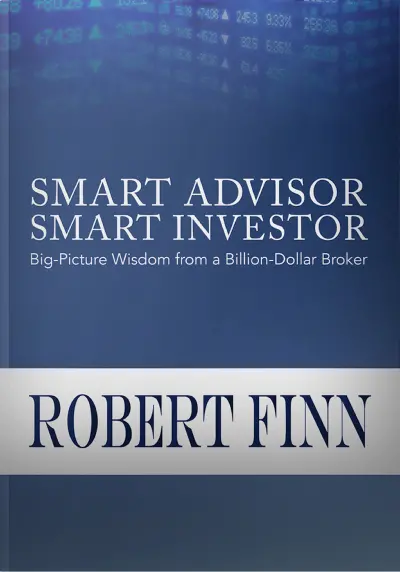 SMART ADVISOR
SMART INVESTOR
Big-Picture Wisdom from a Billion-Dollar Broker
ROBERT FINN